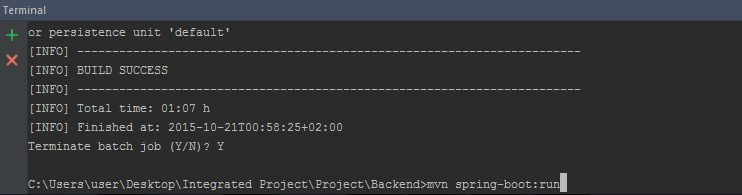 Terminal
or persistence unit 'default'
[INFO] ------------------------------------------------------------------------
[INFO] BUILD SUCCESS
[INFO] ------------------------------------------------------------------------
[INFO] Total time: 01:07 h
[INFO] Finished at: 2015-10-21T00:58:25+02:00
Terminate batch job (Y/N)? Y
C:\Users\user\Desktop\Integrated Project\Project\Backend>mvn spring-boot:run